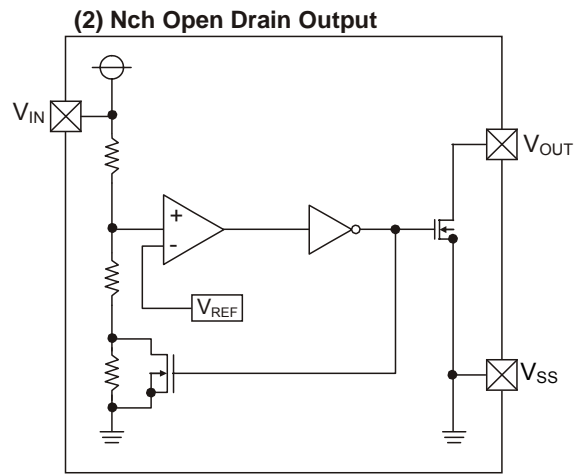 (2) Nch Open Drain Output
VIN
VOUT
+
-
VREF
VSS